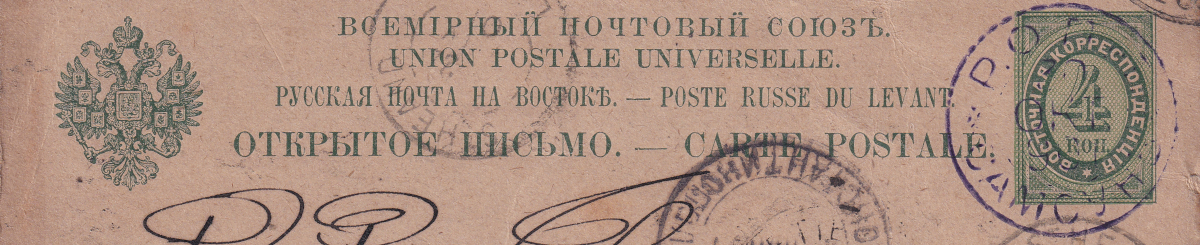 ВСЕМІРНЫЙ ПОЧТОВЫЙ СОЮЗЪ.
UNION POSTALE UNIVERSELLE.
РУССКАЯ ПОЧТА НА ВОСТОКѢ. — POSTE RUSSE DU LEVANT.
ОТКРЫТОЕ ПИСЬМО. — CARTE POSTALE.
ВОСТОЧНАЯ КОРРЕСПОНДЕНЦІЯ
4
КОП.